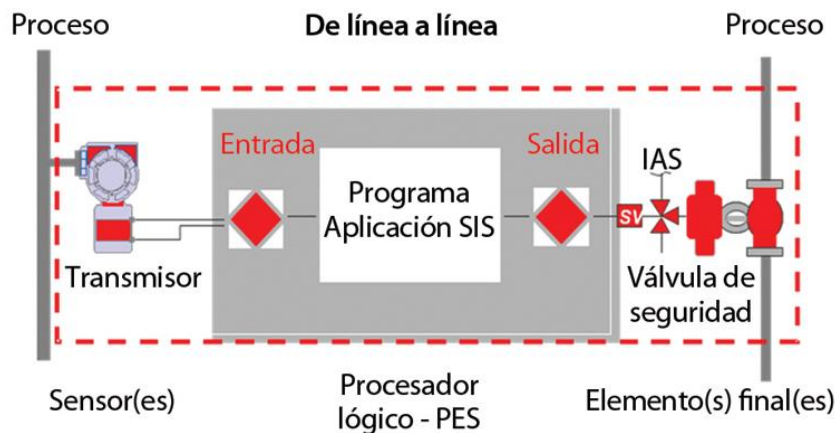 Proceso
De línea a línea
Proceso
Entrada
Salida
IAS
Programa
Aplicación SIS
SV
Transmisor
Válvula de
seguridad
Sensor(es)
Procesador
lógico - PES
Elemento(s) final(es)